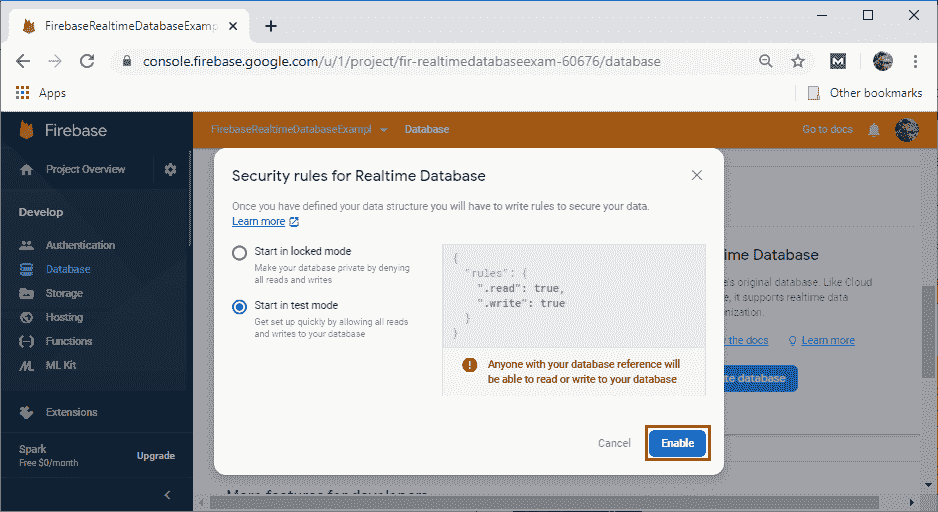 FirebaseRealtimeDatabaseExamp
console.firebase.google.com/u/1/project/fir-realtimedatabaseexam-60676/database
Apps
Other bookmarks
Firebase
FirebaseRealtimeDatabaseExampl
Database
Go to docs
Project Overview
Develop
Authentication
Database
Storage
Hosting
Functions
ML Kit
Extensions
Spark
Free $0/month
Upgrade
Security rules for Realtime Database
Once you have defined your data structure you will have to write rules to secure your data.
Learn more
Start in locked mode
Make your database private by denying
all reads and writes
Start in test mode
Get set up quickly by allowing all reads
and writes to your database
{
"rules": {
".read": true,
".write": true
}
}
Anyone with your database reference will
be able to read or write to your database
Cancel
Enable
me Database
's original database. Like Cloud
e, it supports realtime data
onization.
the docs
Learn more
te database
More features for developers